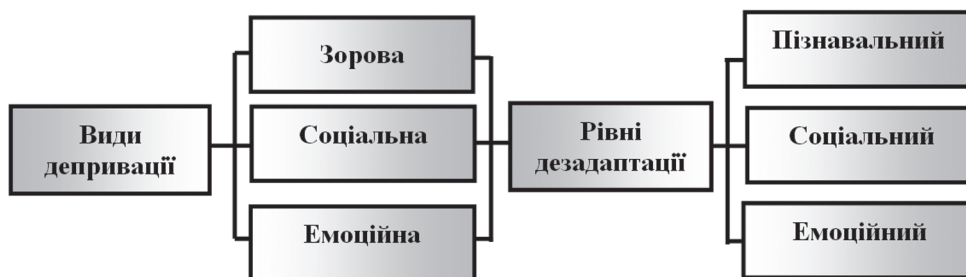 Види
депривації
Зорова
Соціальна
Емоційна
Рівні
дезадаптації
Пізнавальний
Соціальний
Емоційний